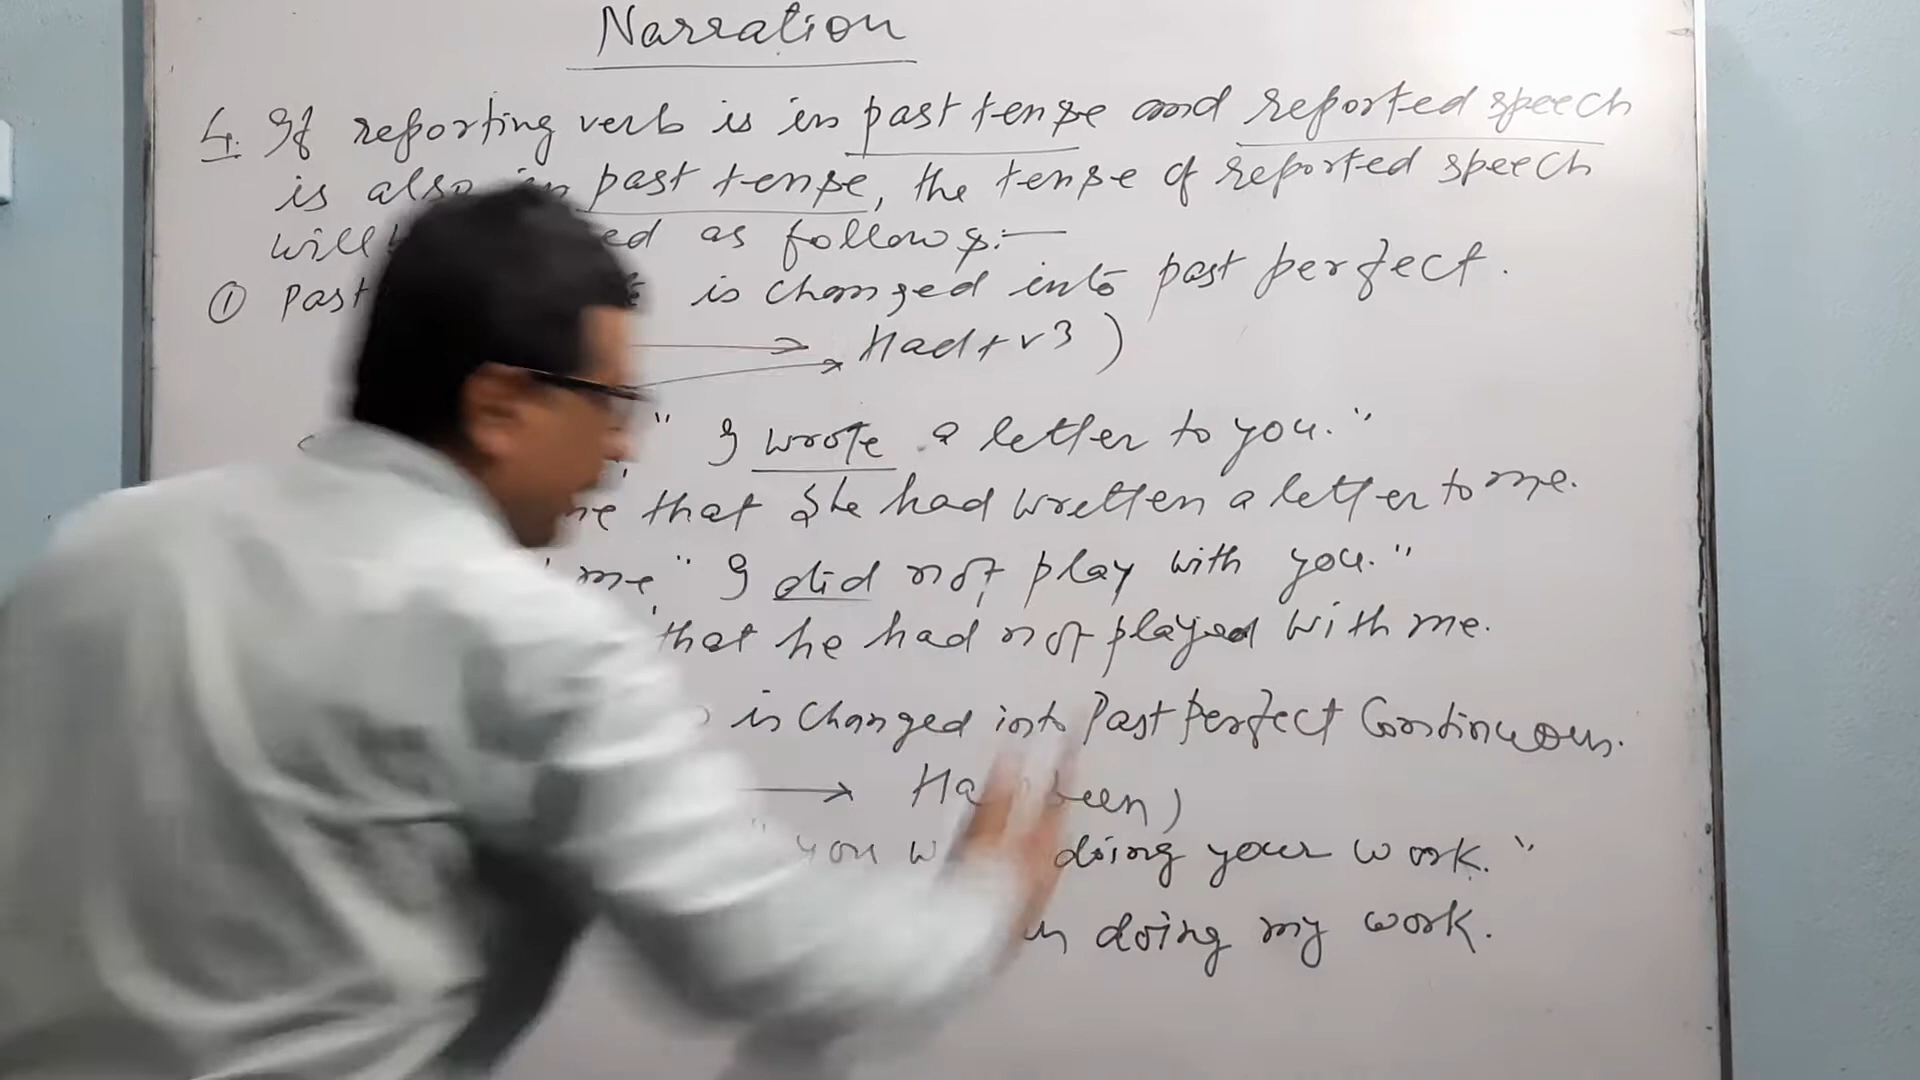 Narration
4. If reporting verb is in past tense and reported speech
is also in past tense, the tense of reported speech
will as follows:—
① Past is changed into past perfect.
→ Had + v3 )
" I wrote a letter to you."
that she had written a letter to me.
me " I did not play with you."
that he had not played with me.
is changed into Past Perfect Continuous.
→ been )
" you doing your work."
doing my work.